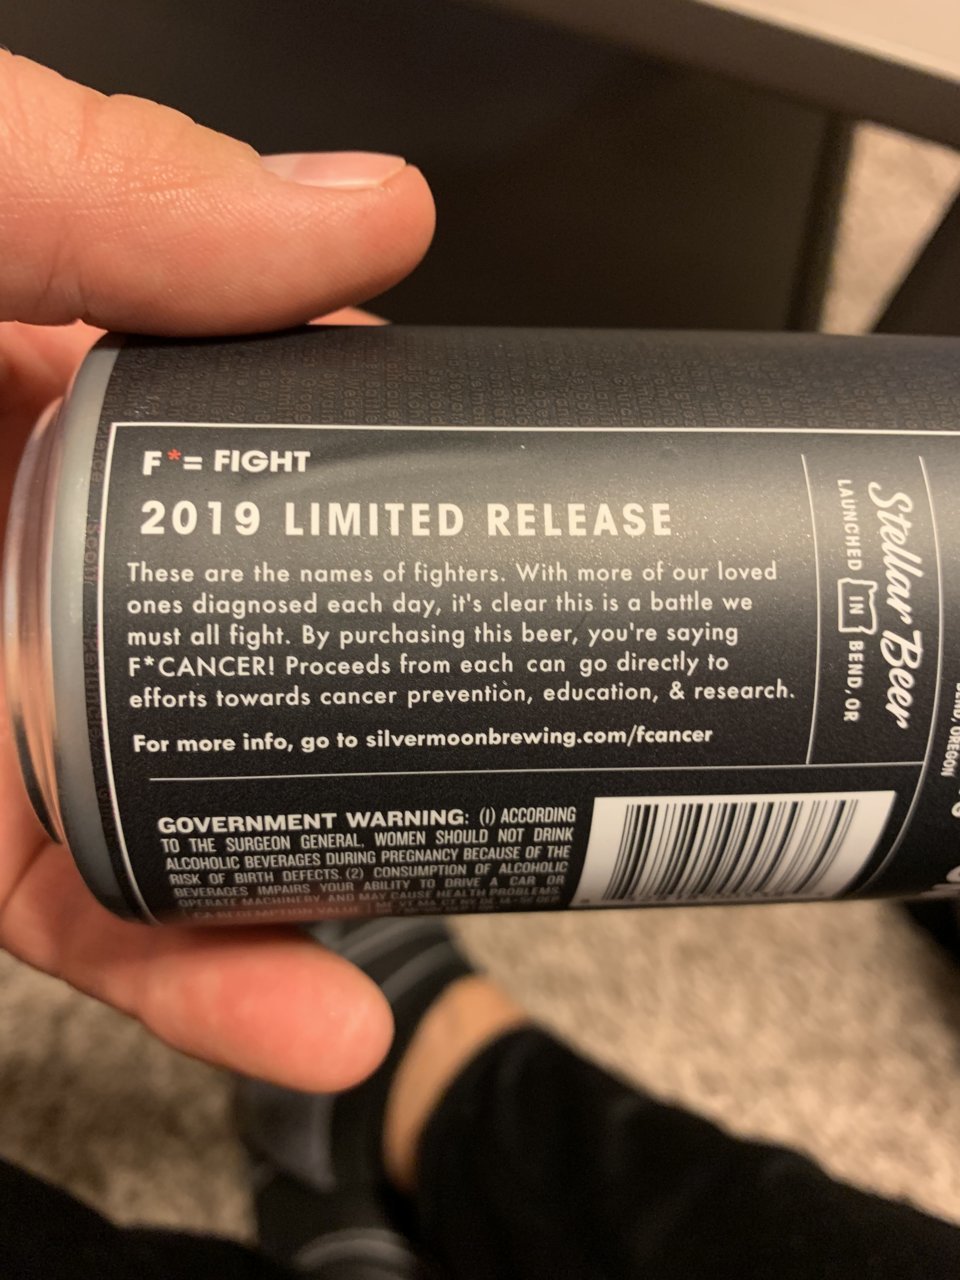 F*= FIGHT
2019 LIMITED RELEASE
These are the names of fighters. With more of our loved
ones diagnosed each day, it's clear this is a battle we
must all fight. By purchasing this beer, you're saying
F*CANCER! Proceeds from each can go directly to
efforts towards cancer prevention, education, & research.
For more info, go to silvermoonbrewing.com/fcancer
GOVERNMENT WARNING: (1) ACCORDING
TO THE SURGEON GENERAL, WOMEN SHOULD NOT DRINK
ALCOHOLIC BEVERAGES DURING PREGNANCY BECAUSE OF THE
RISK OF BIRTH DEFECTS. (2) CONSUMPTION OF ALCOHOLIC
BEVERAGES IMPAIRS YOUR ABILITY TO DRIVE A CAR OR
OPERATE MACHINERY, AND MAY CAUSE HEALTH PROBLEMS.
CA REDEMPTION VALUE
Stellar Beer
LAUNCHED IN BEND, OR
BEND, OREGON